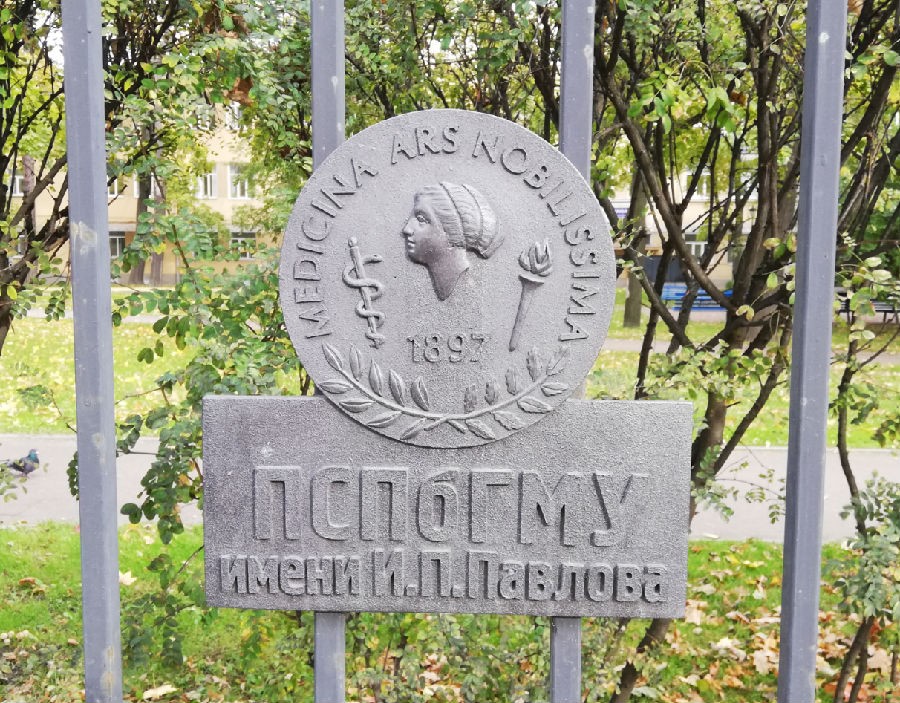 MEDICINA ARS NOBILISSIMA
1897
ПСПбГМУ
имени И.П.Павлова